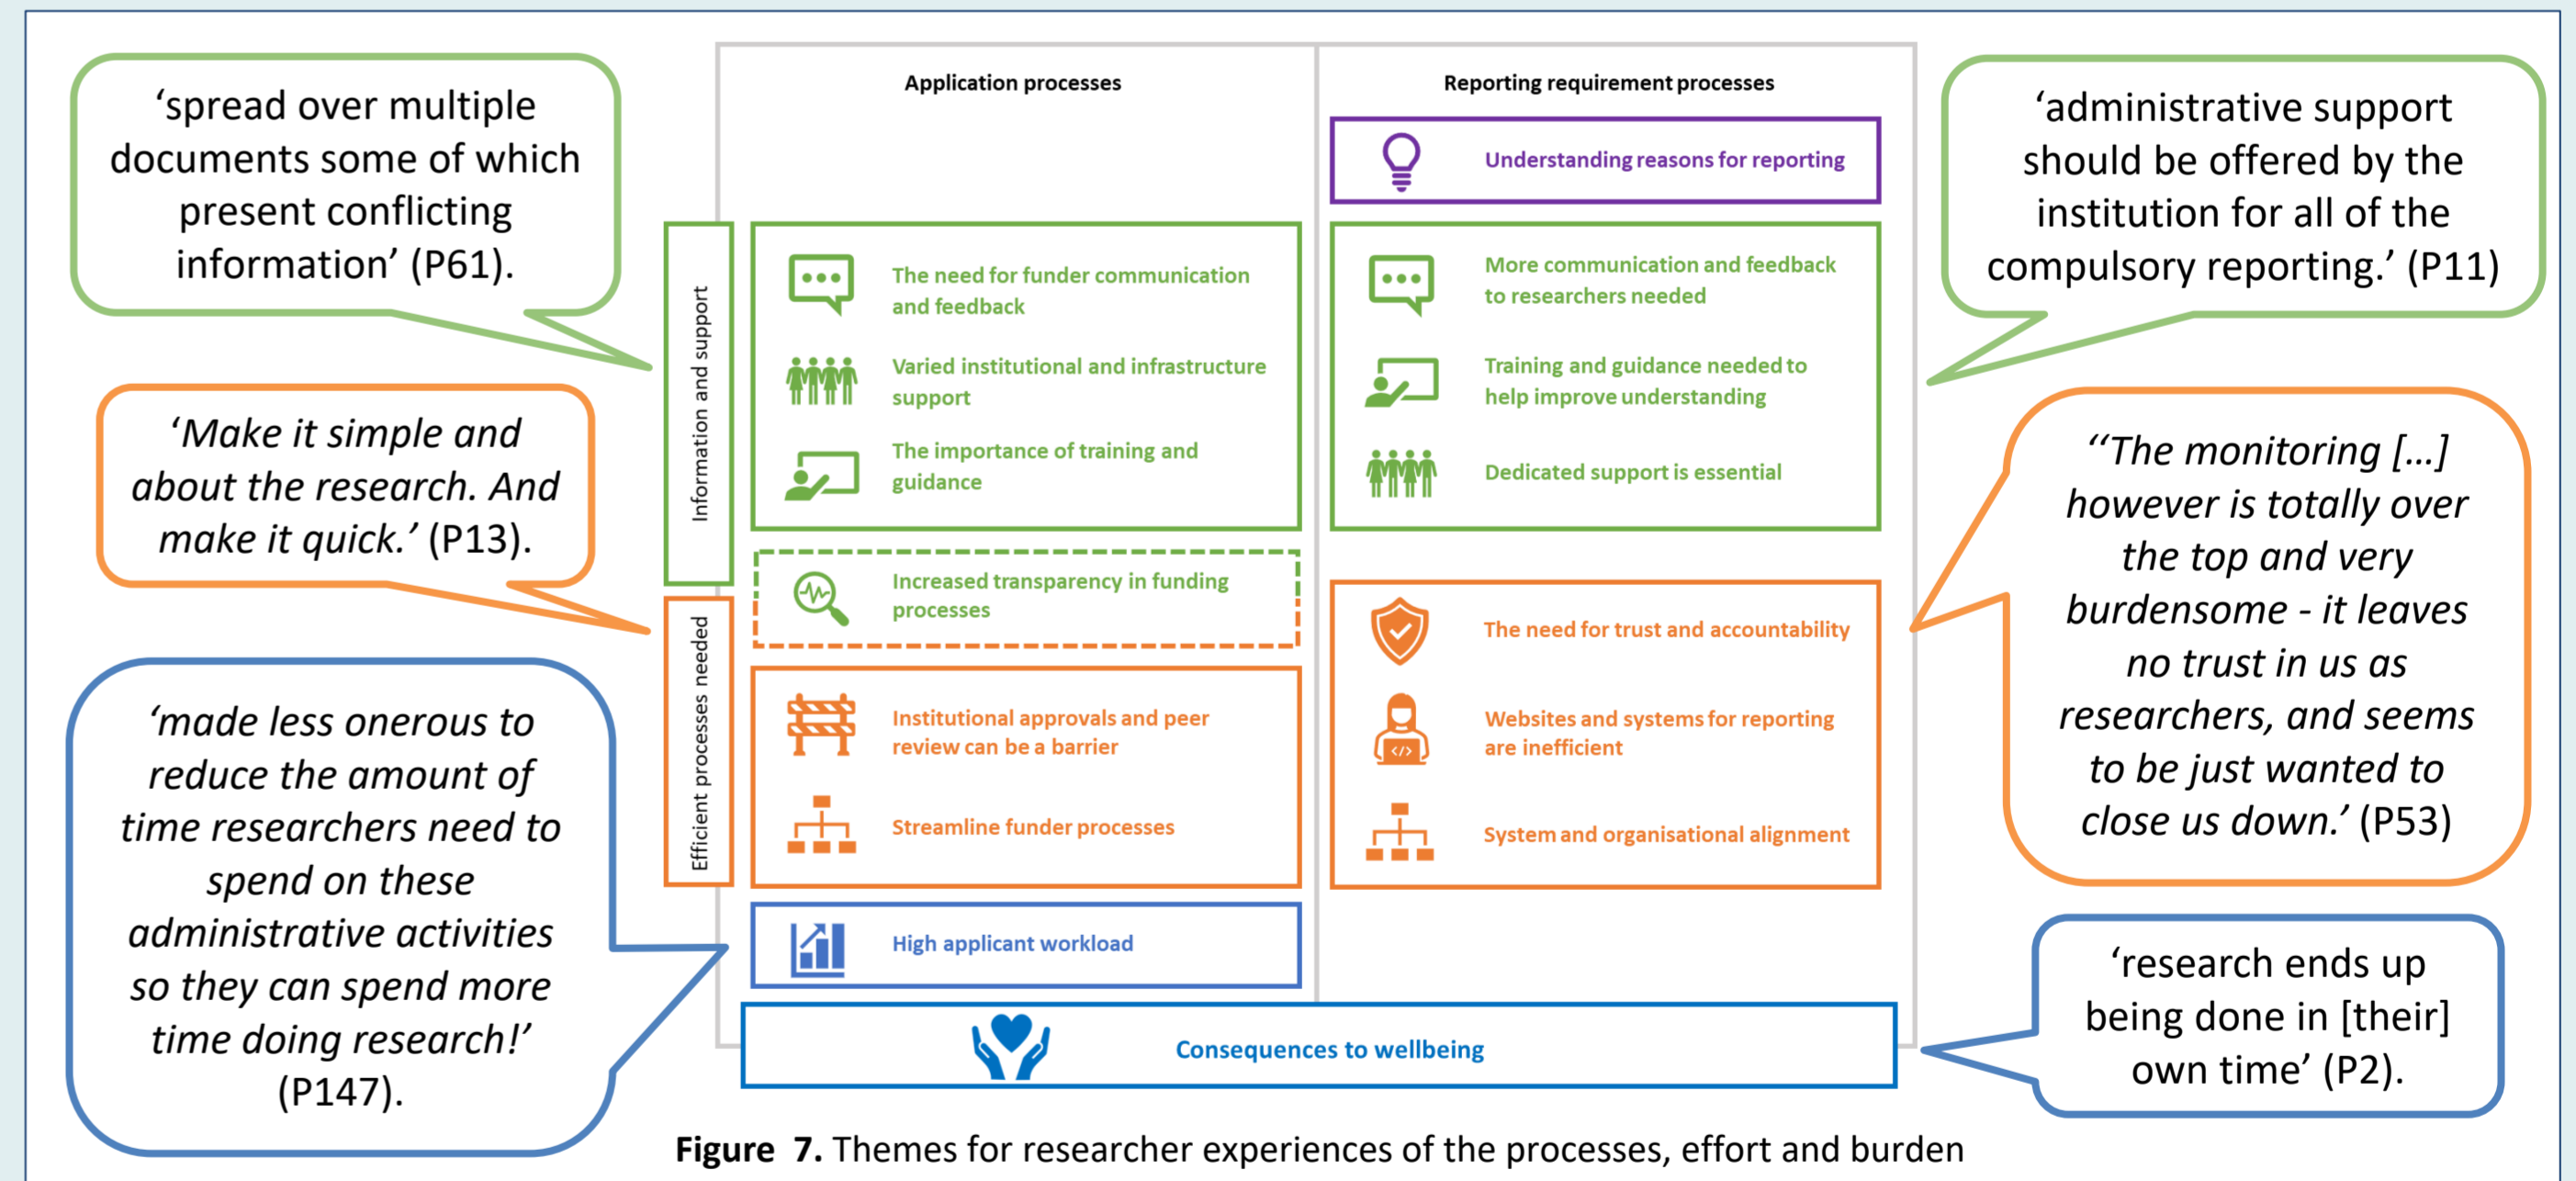 ‘spread over multiple
documents some of which
present conflicting
information’ (P61).
‘Make it simple and
about the research. And
make it quick.’ (P13).
‘made less onerous to
reduce the amount of
time researchers need to
spend on these
administrative activities
so they can spend more
time doing research!’
(P147).
Information and support
Efficient processes needed
Application processes
The need for funder communication
and feedback
Varied institutional and infrastructure
support
The importance of training and
guidance
Increased transparency in funding
processes
Institutional approvals and peer
review can be a barrier
Streamline funder processes
High applicant workload
Reporting requirement processes
Understanding reasons for reporting
More communication and feedback
to researchers needed
Training and guidance needed to
help improve understanding
Dedicated support is essential
The need for trust and accountability
Websites and systems for reporting
are inefficient
</>
System and organisational alignment
Consequences to wellbeing
‘administrative support
should be offered by the
institution for all of the
compulsory reporting.’ (P11)
‘‘The monitoring [...]
however is totally over
the top and very
burdensome - it leaves
no trust in us as
researchers, and seems
to be just wanted to
close us down.’ (P53)
‘research ends up
being done in [their]
own time’ (P2).
Figure 7. Themes for researcher experiences of the processes, effort and burden